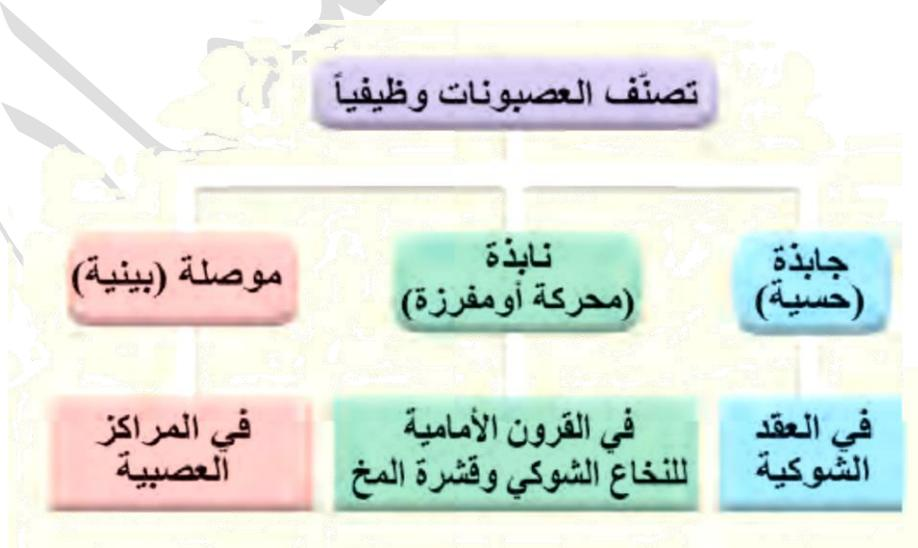 تصنّف العصبونات وظيفياً
جابذة
(حسية)
نابذة
(محركة أومفرزة)
موصلة (بينية)
في العقد
الشوكية
في القرون الأمامية
للنخاع الشوكي وقشرة المخ
في المراكز
العصبية